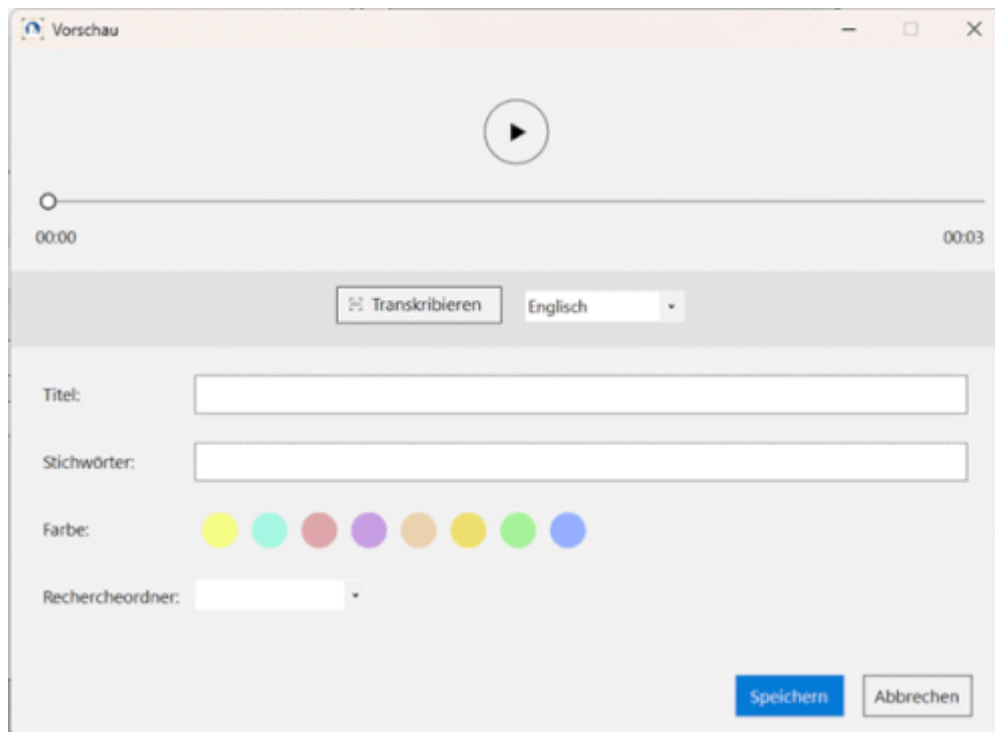 Vorschau
00:00
00:03
Transkribieren
Englisch
Titel:
Stichwörter:
Farbe:
Rechercheordner:
Speichern
Abbrechen